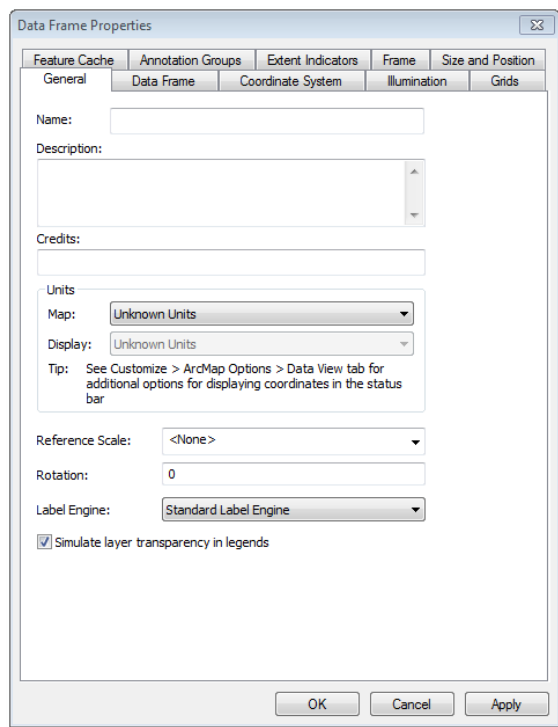 Data Frame Properties
Feature Cache Annotation Groups Extent Indicators Frame Size and Position
General Data Frame Coordinate System Illumination Grids
Name:
Description:
Credits:
Units
Map: Unknown Units
Display: Unknown Units
Tip: See Customize > ArcMap Options > Data View tab for
additional options for displaying coordinates in the status
bar
Reference Scale: <None>
Rotation: 0
Label Engine: Standard Label Engine
Simulate layer transparency in legends
OK Cancel Apply